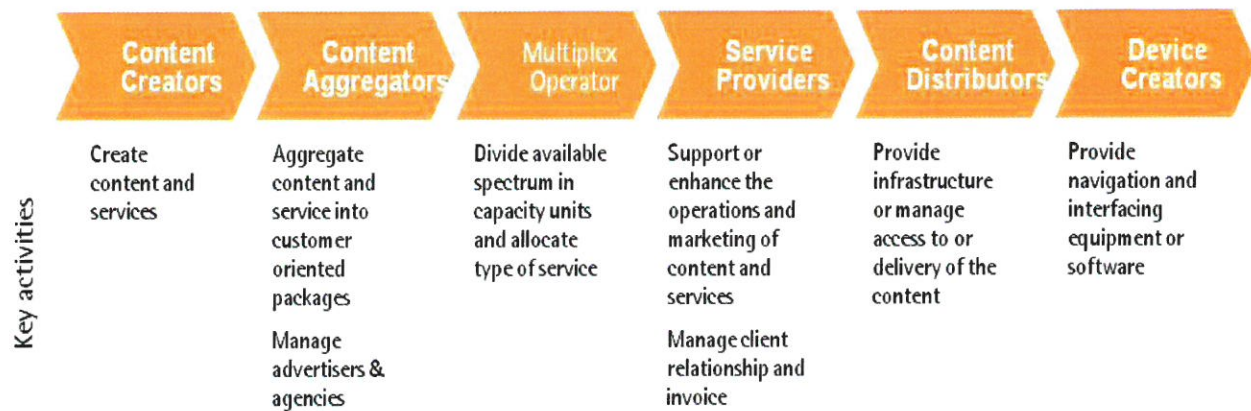 Content
Creators
Content
Aggregators
Multiplex
Operator
Service
Providers
Content
Distributors
Device
Creators
Key activities
Create
content and
services
Aggregate
content and
service into
customer
oriented
packages
Manage
advertisers &
agencies
Divide available
spectrum in
capacity units
and allocate
type of service
Support or
enhance the
operations and
marketing of
content and
services
Manage client
relationship and
invoice
Provide
infrastructure
or manage
access to or
delivery of the
content
Provide
navigation and
interfacing
equipment or
software